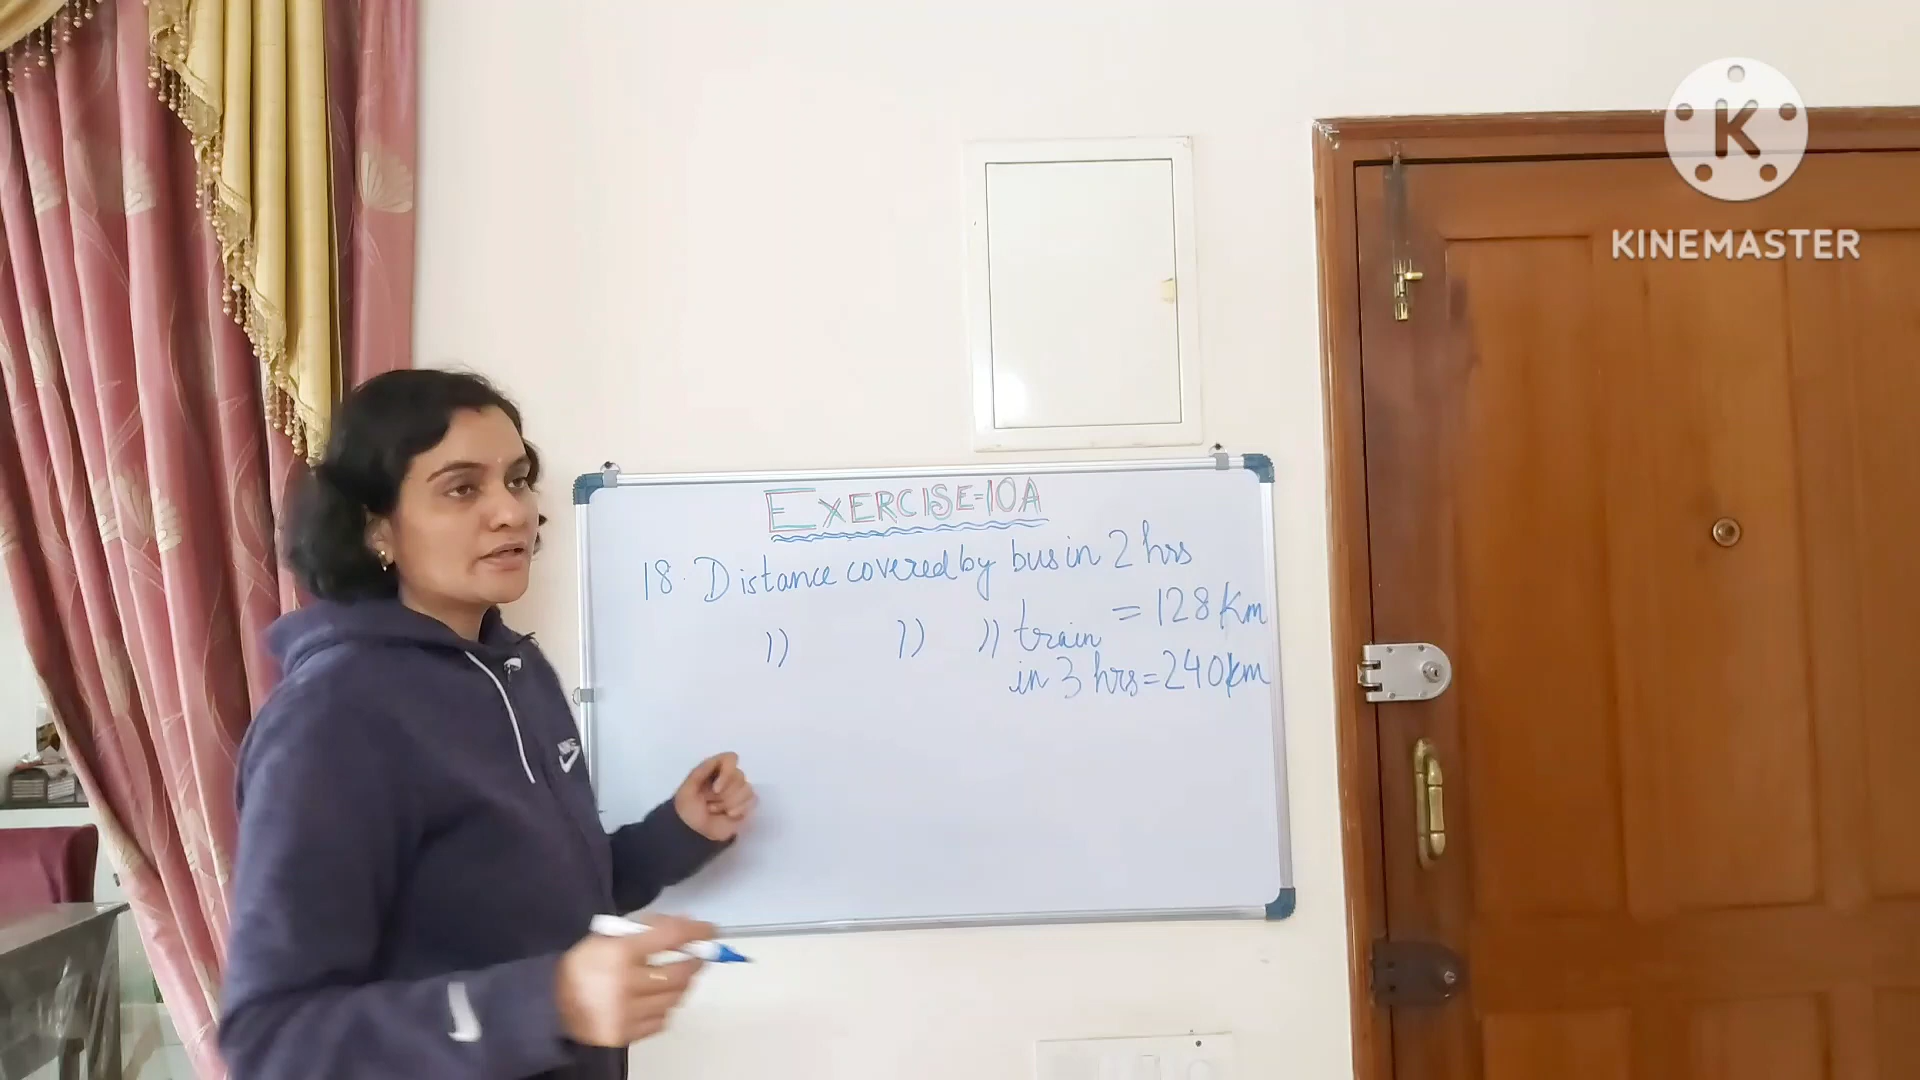 KINEMASTER
EXERCISE=10A
18. Distance covered by bus in 2 hrs
= 128 Km
)) )) )) train
in 3 hrs = 240 km